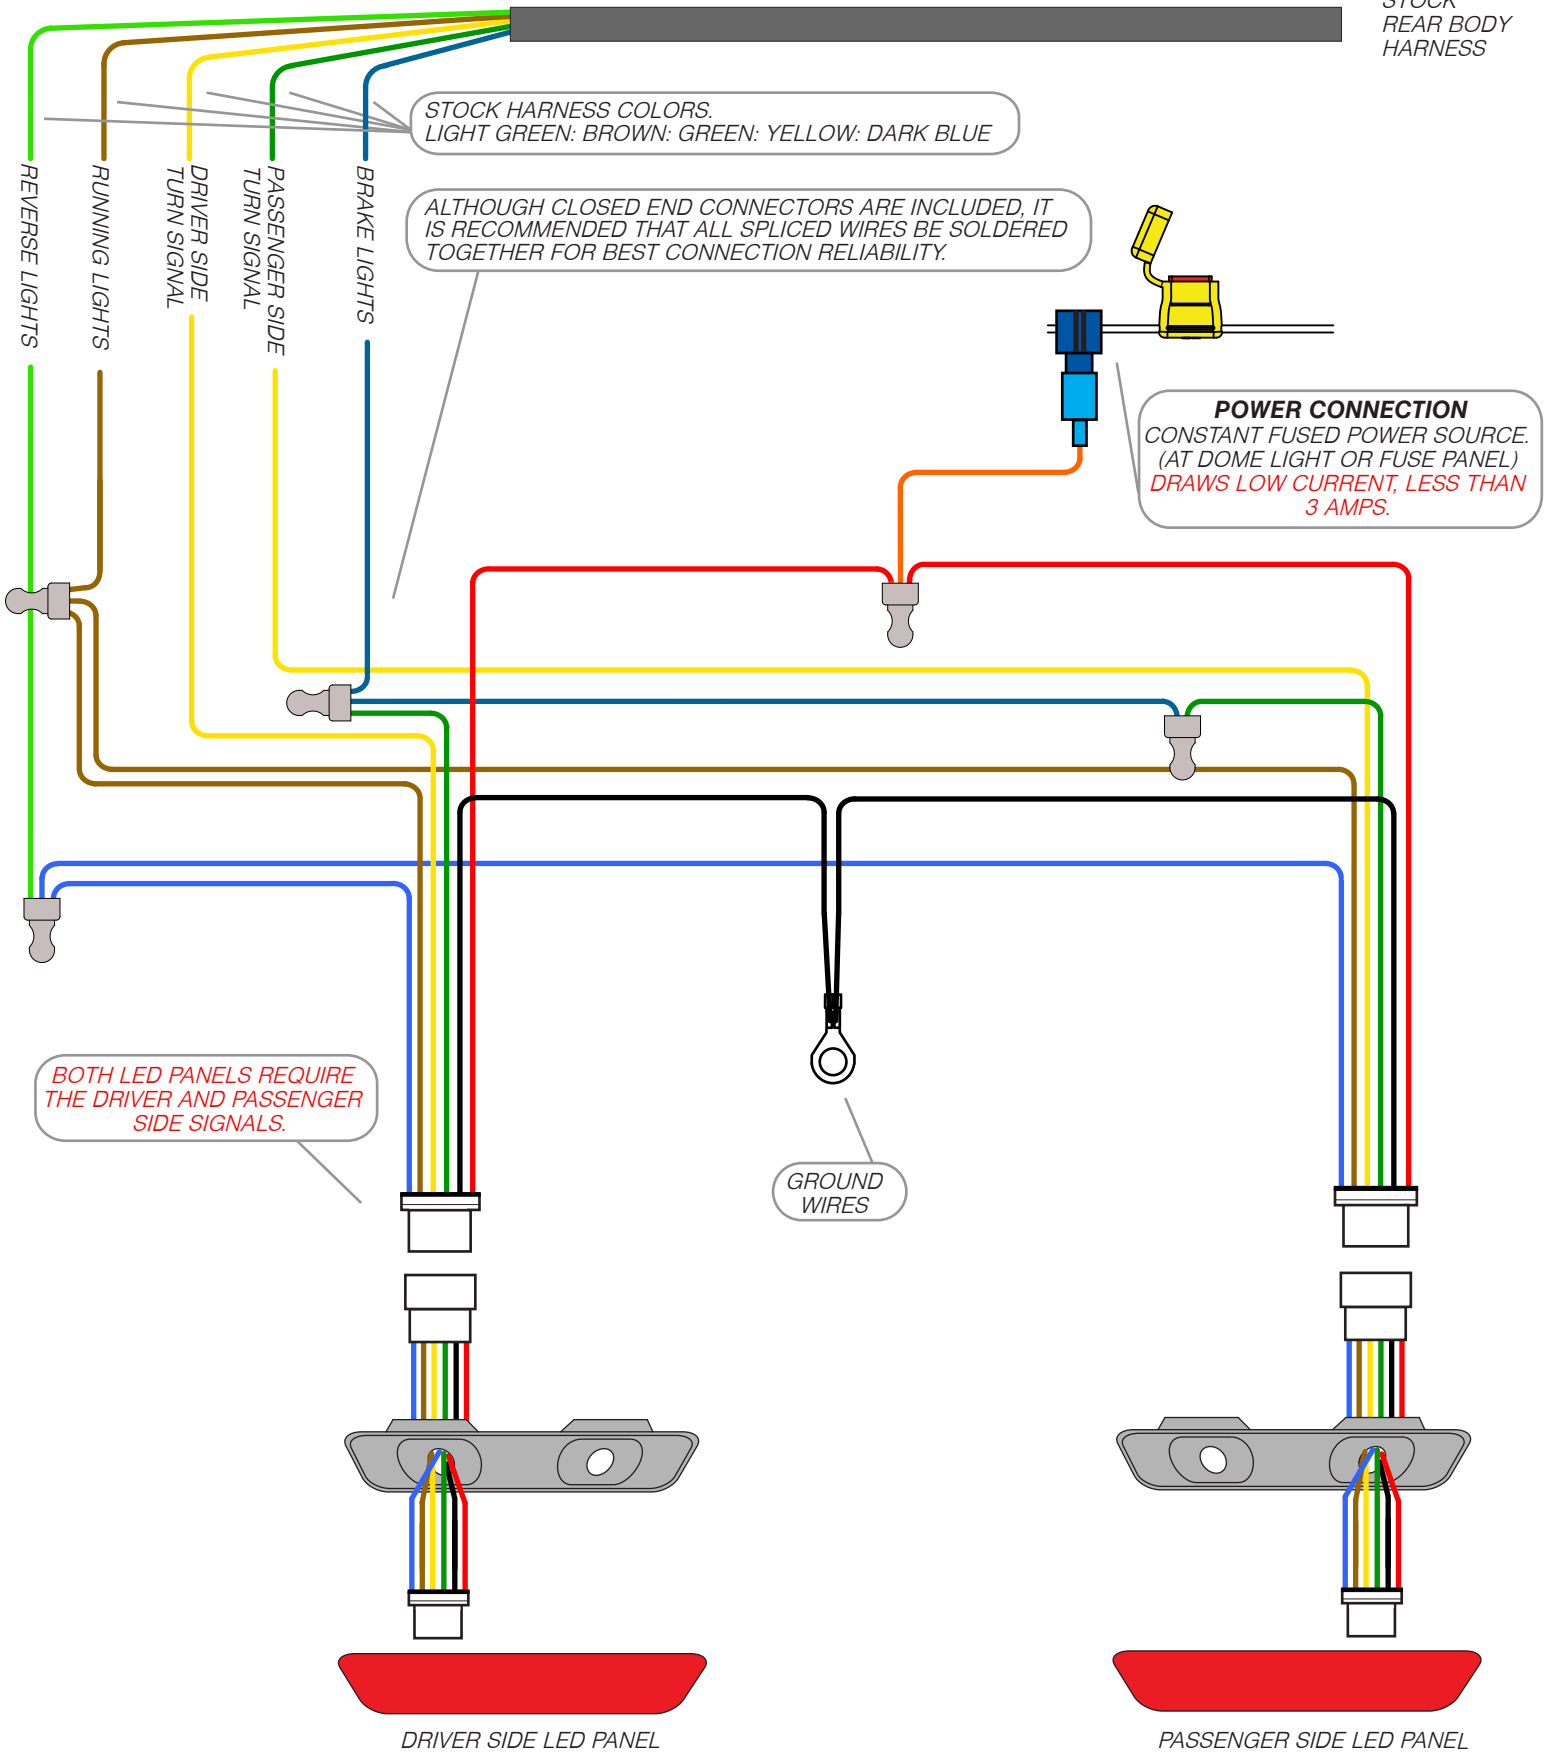 STOCK
REAR BODY
HARNESS
STOCK HARNESS COLORS.
LIGHT GREEN: BROWN: GREEN: YELLOW: DARK BLUE
REVERSE LIGHTS
RUNNING LIGHTS
DRIVER SIDE
TURN SIGNAL
PASSENGER SIDE
TURN SIGNAL
BRAKE LIGHTS
ALTHOUGH CLOSED END CONNECTORS ARE INCLUDED, IT
IS RECOMMENDED THAT ALL SPLICED WIRES BE SOLDERED
TOGETHER FOR BEST CONNECTION RELIABILITY.
POWER CONNECTION
CONSTANT FUSED POWER SOURCE.
(AT DOME LIGHT OR FUSE PANEL)
DRAWS LOW CURRENT, LESS THAN
3 AMPS.
BOTH LED PANELS REQUIRE
THE DRIVER AND PASSENGER
SIDE SIGNALS.
GROUND
WIRES
DRIVER SIDE LED PANEL
PASSENGER SIDE LED PANEL